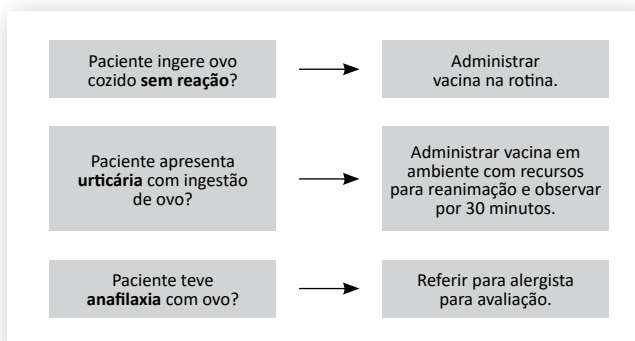 Paciente ingere ovo
cozido sem reação?
Administrar
vacina na rotina.
Paciente apresenta
urticária com ingestão
de ovo?
Administrar vacina em
ambiente com recursos
para reanimação e observar
por 30 minutos.
Paciente teve
anafilaxia com ovo?
Referir para alergista
para avaliação.